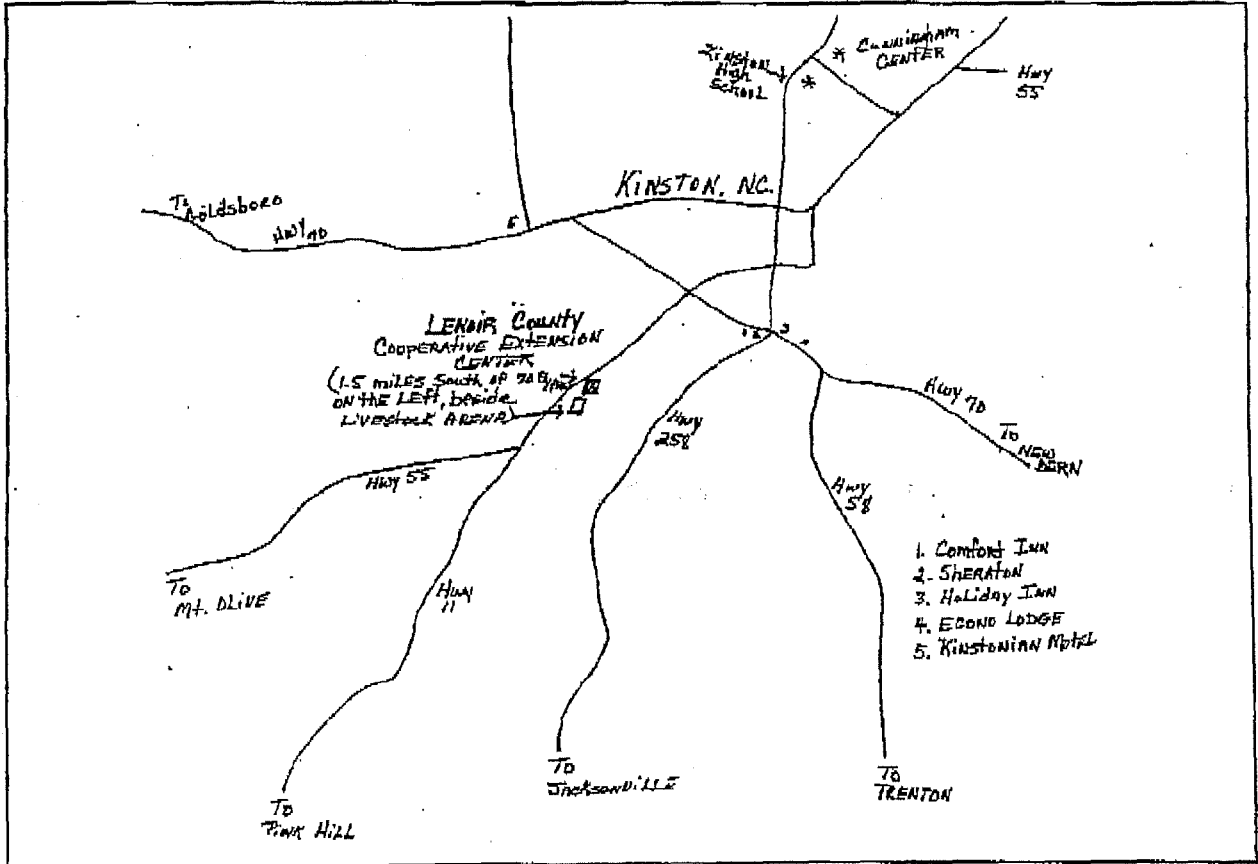 Kinston
High
School
*
*
Cunningham
CENTER
Hwy
55
KINSTON, NC.
To
Goldsboro
Hwy 70
5
LENOIR COUNTY
COOPERATIVE EXTENSION
CENTER
(1.5 miles South of 70
ON the LEFT, beside
LIVESTOCK ARENA)
1 2 3
4
Hwy 70
To
NEW
BERN
Hwy
258
Hwy 55
Hwy
58
To
Mt. OLIVE
Hwy
11
1. Comfort Inn
2. SHERATON
3. Holiday Inn
4. ECONO LODGE
5. Kinstonian Motel
To
Jacksonville
To
TRENTON
To
Pink Hill